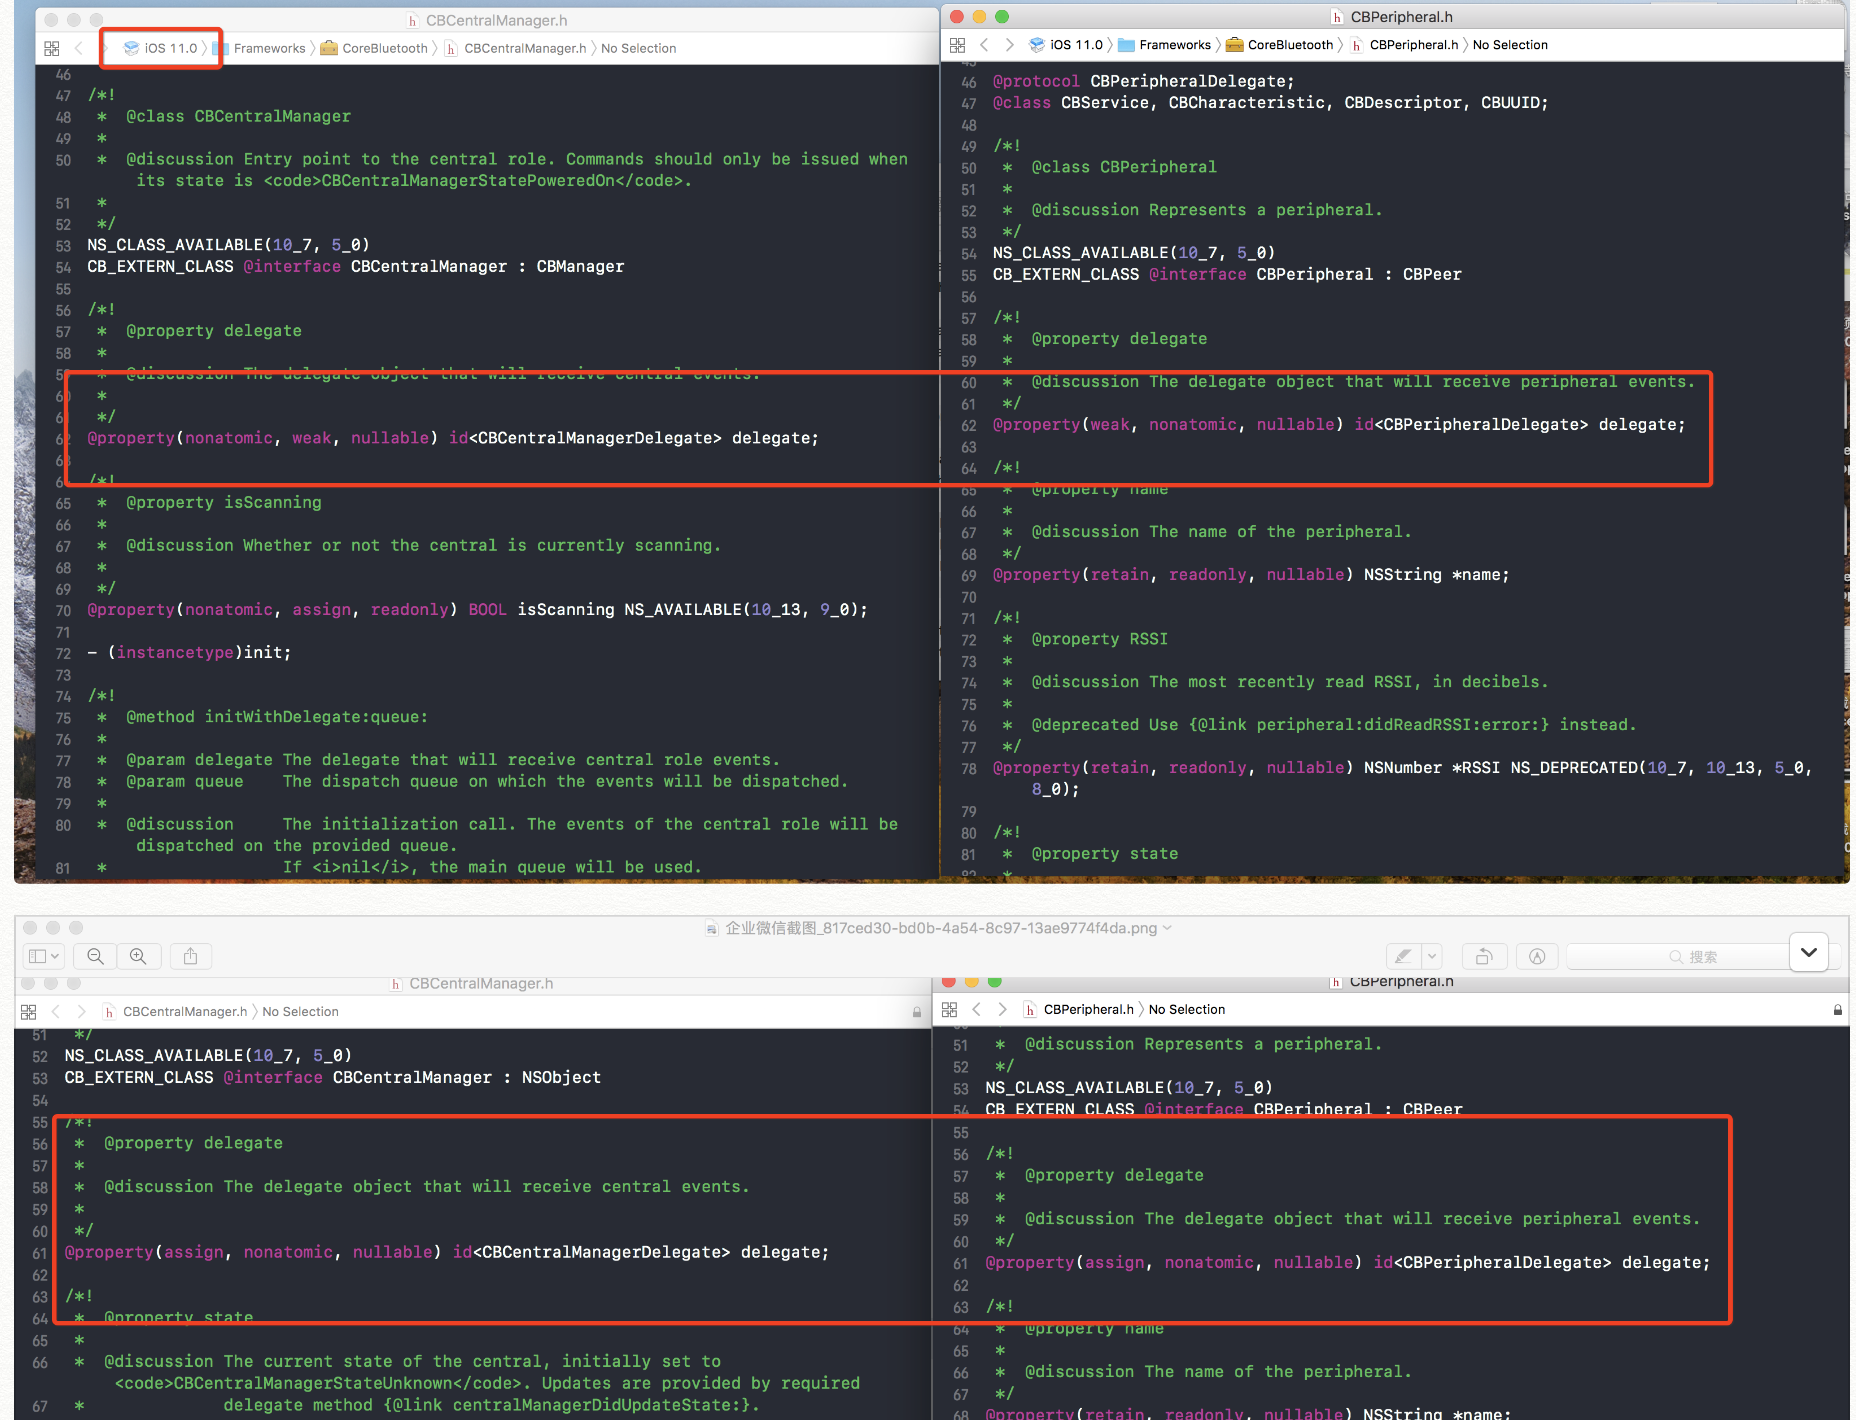 CBCentralManager.h
iOS 11.0 〉 Frameworks 〉 CoreBluetooth 〉 h CBCentralManager.h 〉 No Selection
46
47 /*!
48  *  @class CBCentralManager
49  *
50  *  @discussion Entry point to the central role. Commands should only be issued when
its state is <code>CBCentralManagerStatePoweredOn</code>.
51  *
52  */
53 NS_CLASS_AVAILABLE(10_7, 5_0)
54 CB_EXTERN_CLASS @interface CBCentralManager : CBManager
55
56 /*!
57  *  @property delegate
58  *
59  *  @discussion The delegate object that will receive central events.
60  *
61  */
62 @property(nonatomic, weak, nullable) id<CBCentralManagerDelegate> delegate;
63
64 /*!
65  *  @property isScanning
66  *
67  *  @discussion Whether or not the central is currently scanning.
68  *
69  */
70 @property(nonatomic, assign, readonly) BOOL isScanning NS_AVAILABLE(10_13, 9_0);
71
72 - (instancetype)init;
73
74 /*!
75  *  @method initWithDelegate:queue:
76  *
77  *  @param delegate The delegate that will receive central role events.
78  *  @param queue    The dispatch queue on which the events will be dispatched.
79  *
80  *  @discussion     The initialization call. The events of the central role will be
dispatched on the provided queue.
81  *                  If <i>nil</i>, the main queue will be used.
CBPeripheral.h
iOS 11.0 〉 Frameworks 〉 CoreBluetooth 〉 h CBPeripheral.h 〉 No Selection
45
46 @protocol CBPeripheralDelegate;
47 @class CBService, CBCharacteristic, CBDescriptor, CBUUID;
48
49 /*!
50  *  @class CBPeripheral
51  *
52  *  @discussion Represents a peripheral.
53  */
54 NS_CLASS_AVAILABLE(10_7, 5_0)
55 CB_EXTERN_CLASS @interface CBPeripheral : CBPeer
56
57 /*!
58  *  @property delegate
59  *
60  *  @discussion The delegate object that will receive peripheral events.
61  */
62 @property(weak, nonatomic, nullable) id<CBPeripheralDelegate> delegate;
63
64 /*!
65  *  @property name
66  *
67  *  @discussion The name of the peripheral.
68  */
69 @property(retain, readonly, nullable) NSString *name;
70
71 /*!
72  *  @property RSSI
73  *
74  *  @discussion The most recently read RSSI, in decibels.
75  *
76  *  @deprecated Use {@link peripheral:didReadRSSI:error:} instead.
77  */
78 @property(retain, readonly, nullable) NSNumber *RSSI NS_DEPRECATED(10_7, 10_13, 5_0,
8_0);
79
80 /*!
81  *  @property state
82  *
企业微信截图_817ced30-bd0b-4a54-8c97-13ae9774f4da.png
搜索
CBCentralManager.h
h CBCentralManager.h 〉 No Selection
51  */
52 NS_CLASS_AVAILABLE(10_7, 5_0)
53 CB_EXTERN_CLASS @interface CBCentralManager : NSObject
54
55 /*!
56  *  @property delegate
57  *
58  *  @discussion The delegate object that will receive central events.
59  *
60  */
61 @property(assign, nonatomic, nullable) id<CBCentralManagerDelegate> delegate;
62
63 /*!
64  *  @property state
65  *
66  *  @discussion The current state of the central, initially set to
<code>CBCentralManagerStateUnknown</code>. Updates are provided by required
67  *              delegate method {@link centralManagerDidUpdateState:}.
CBPeripheral.h
h CBPeripheral.h 〉 No Selection
51  *  @discussion Represents a peripheral.
52  */
53 NS_CLASS_AVAILABLE(10_7, 5_0)
54 CB_EXTERN_CLASS @interface CBPeripheral : CBPeer
55
56 /*!
57  *  @property delegate
58  *
59  *  @discussion The delegate object that will receive peripheral events.
60  */
61 @property(assign, nonatomic, nullable) id<CBPeripheralDelegate> delegate;
62
63 /*!
64  *  @property name
65  *
66  *  @discussion The name of the peripheral.
67  */
68 @property(retain, readonly, nullable) NSString *name;